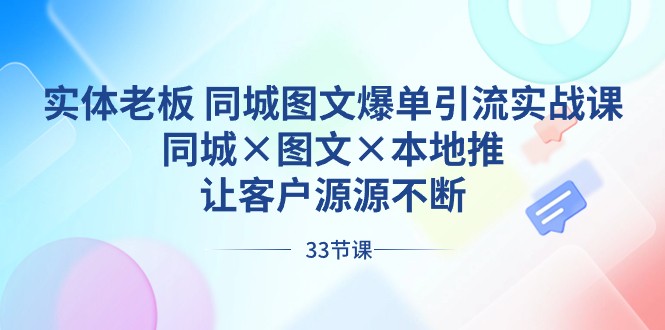 实体老板 同城图文爆单引流实战课
同城×图文×本地推
让客户源源不断
33节课